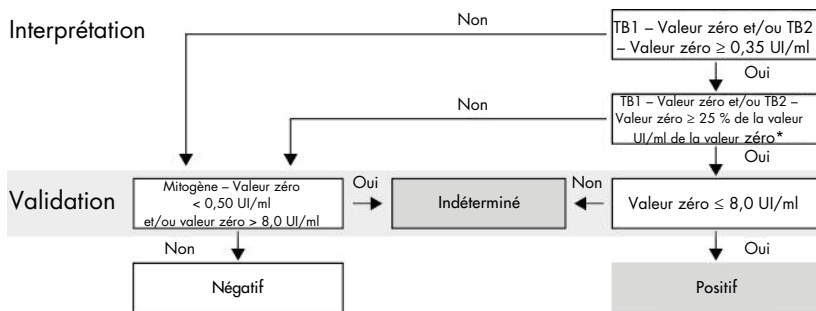 Interprétation
Non
TB1 – Valeur zéro et/ou TB2
– Valeur zéro ≥ 0,35 UI/ml
Oui
Non
TB1 – Valeur zéro et/ou TB2 –
Valeur zéro ≥ 25 % de la valeur
UI/ml de la valeur zéro*
Oui
Validation
Mitogène – Valeur zéro
< 0,50 UI/ml
et/ou valeur zéro > 8,0 UI/ml
Oui
Indéterminé
Non
Valeur zéro ≤ 8,0 UI/ml
Non
Oui
Négatif
Positif